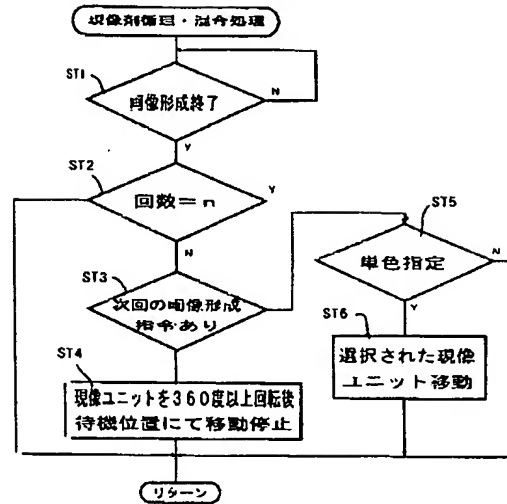 現像剤循環・混合処理
ST1
画像形成終了
N
Y
ST2
回数=n
Y
N
ST5
単色指定
N
Y
ST3
次回の画像形成
指令あり
ST6
選択された現像
ユニット移動
ST4
現像ユニットを360度以上回転後
待機位置にて移動停止
リターン